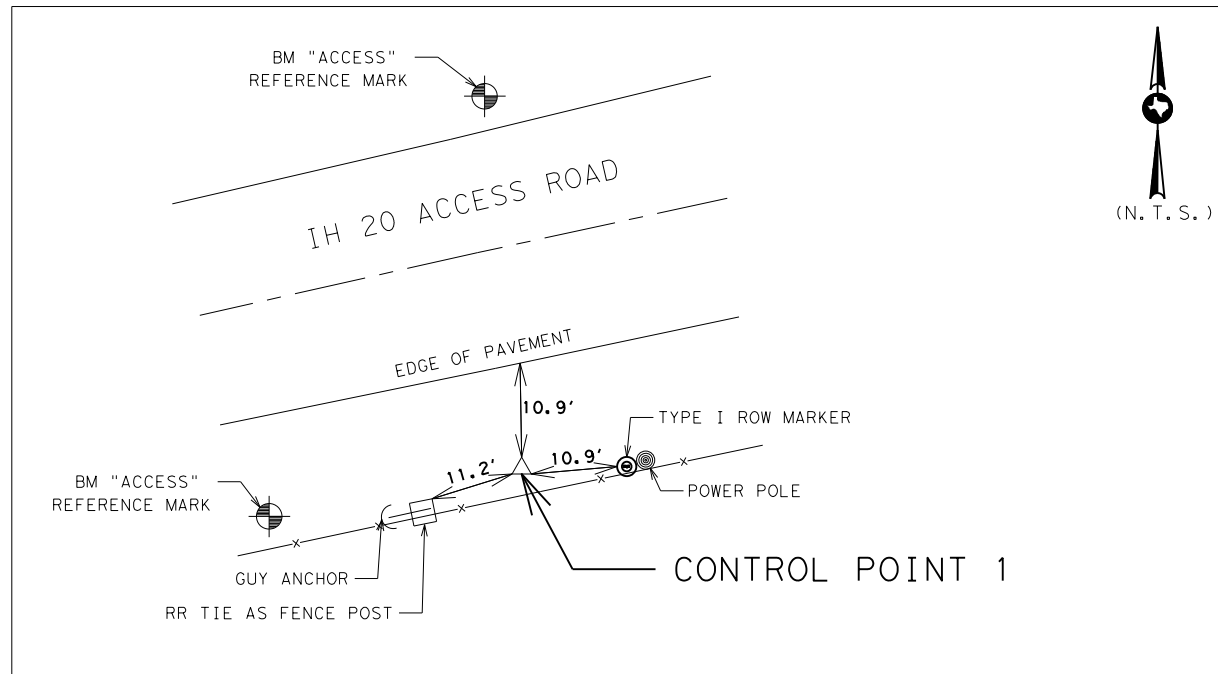 BM "ACCESS"
REFERENCE MARK
(N.T.S.)
IH 20 ACCESS ROAD
EDGE OF PAVEMENT
10.9'
TYPE I ROW MARKER
11.2'
10.9'
POWER POLE
BM "ACCESS"
REFERENCE MARK
CONTROL POINT 1
GUY ANCHOR
RR TIE AS FENCE POST